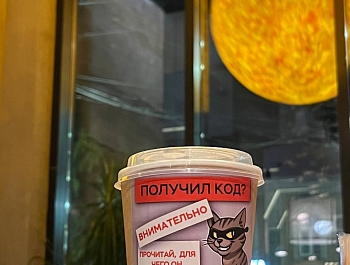 ПОЛУЧИЛ КОД?
ВНИМАТЕЛЬНО
ПРОЧИТАЙ, ДЛЯ
ЧЕГО ОН